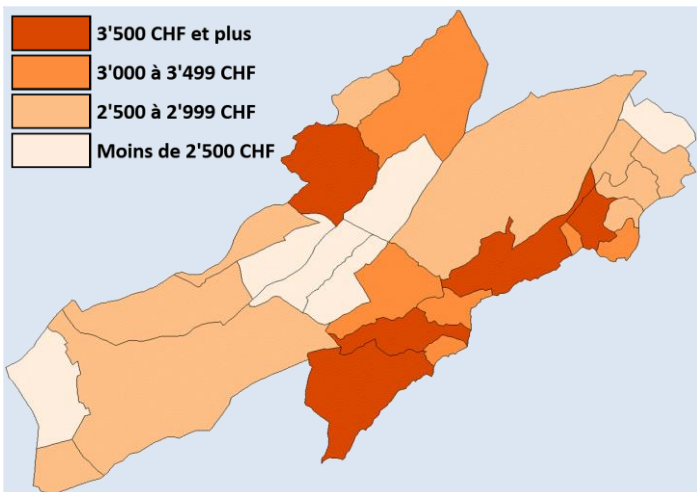 3'500 CHF et plus
3'000 à 3'499 CHF
2'500 à 2'999 CHF
Moins de 2'500 CHF